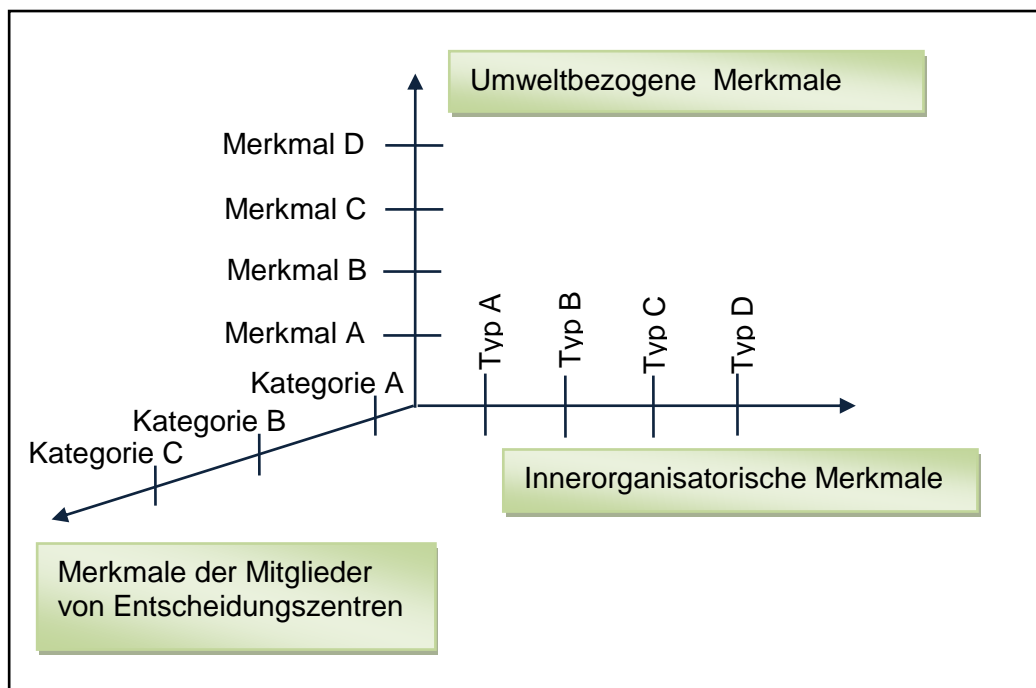 Umweltbezogene Merkmale
Merkmal D
Merkmal C
Merkmal B
Merkmal A
Typ A
Typ B
Typ C
Typ D
Kategorie A
Kategorie B
Kategorie C
Innerorganisatorische Merkmale
Merkmale der Mitglieder
von Entscheidungszentren